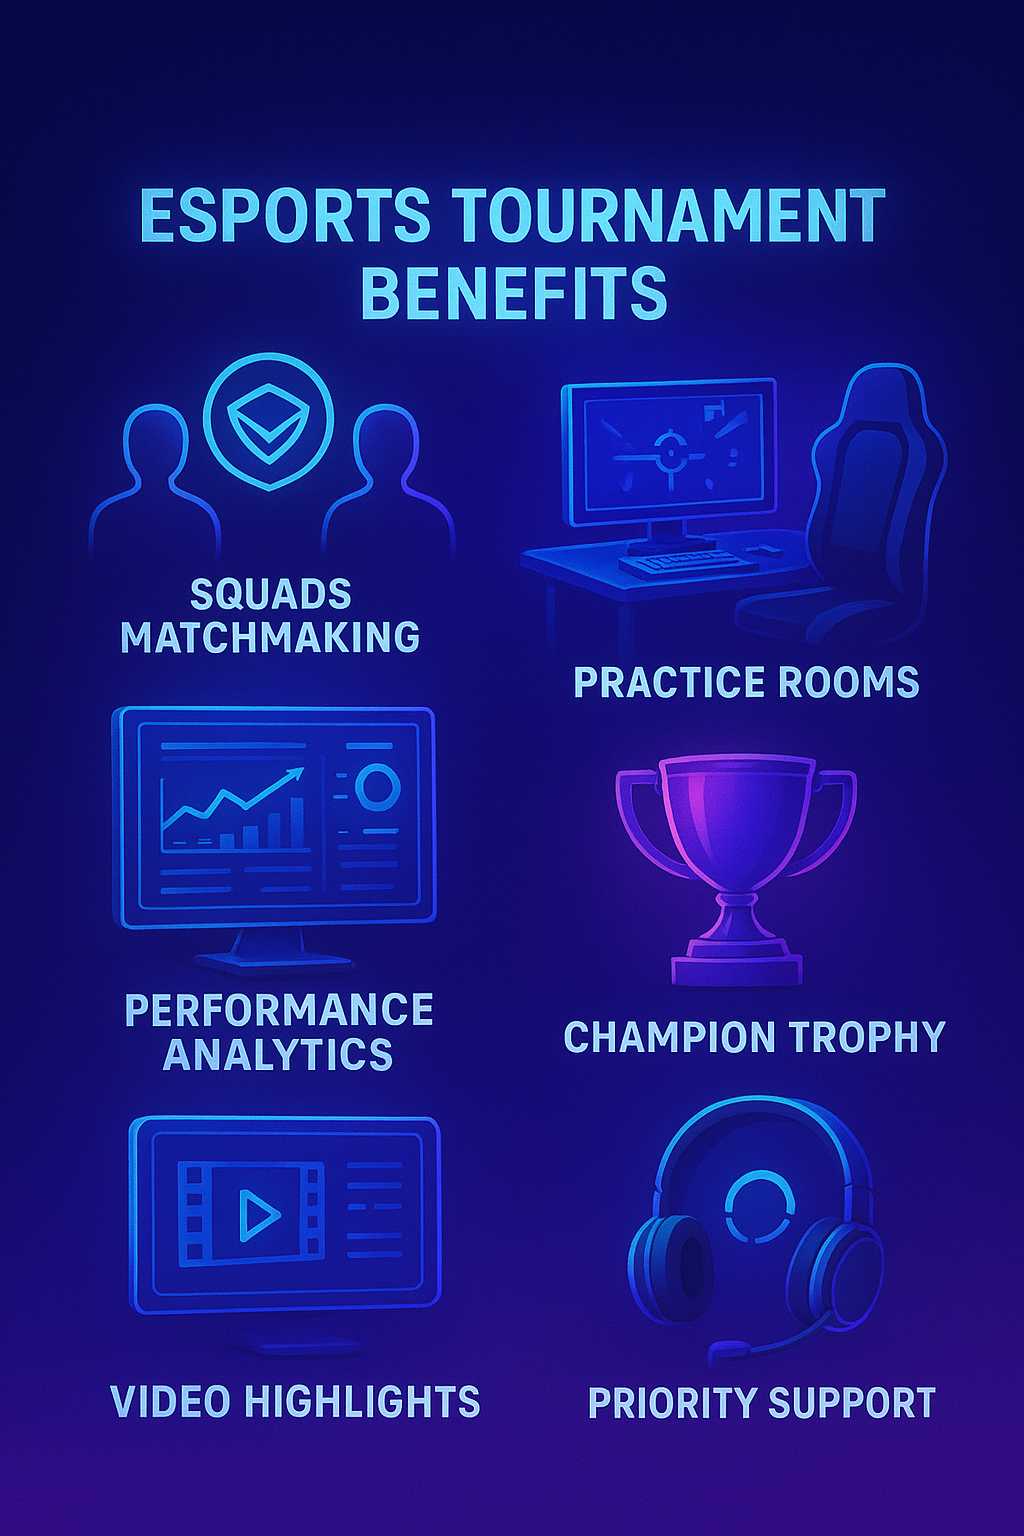 ESPORTS TOURNAMENT
BENEFITS
SQUADS
MATCHMAKING
PRACTICE ROOMS
PERFORMANCE
ANALYTICS
CHAMPION TROPHY
VIDEO HIGHLIGHTS
PRIORITY SUPPORT